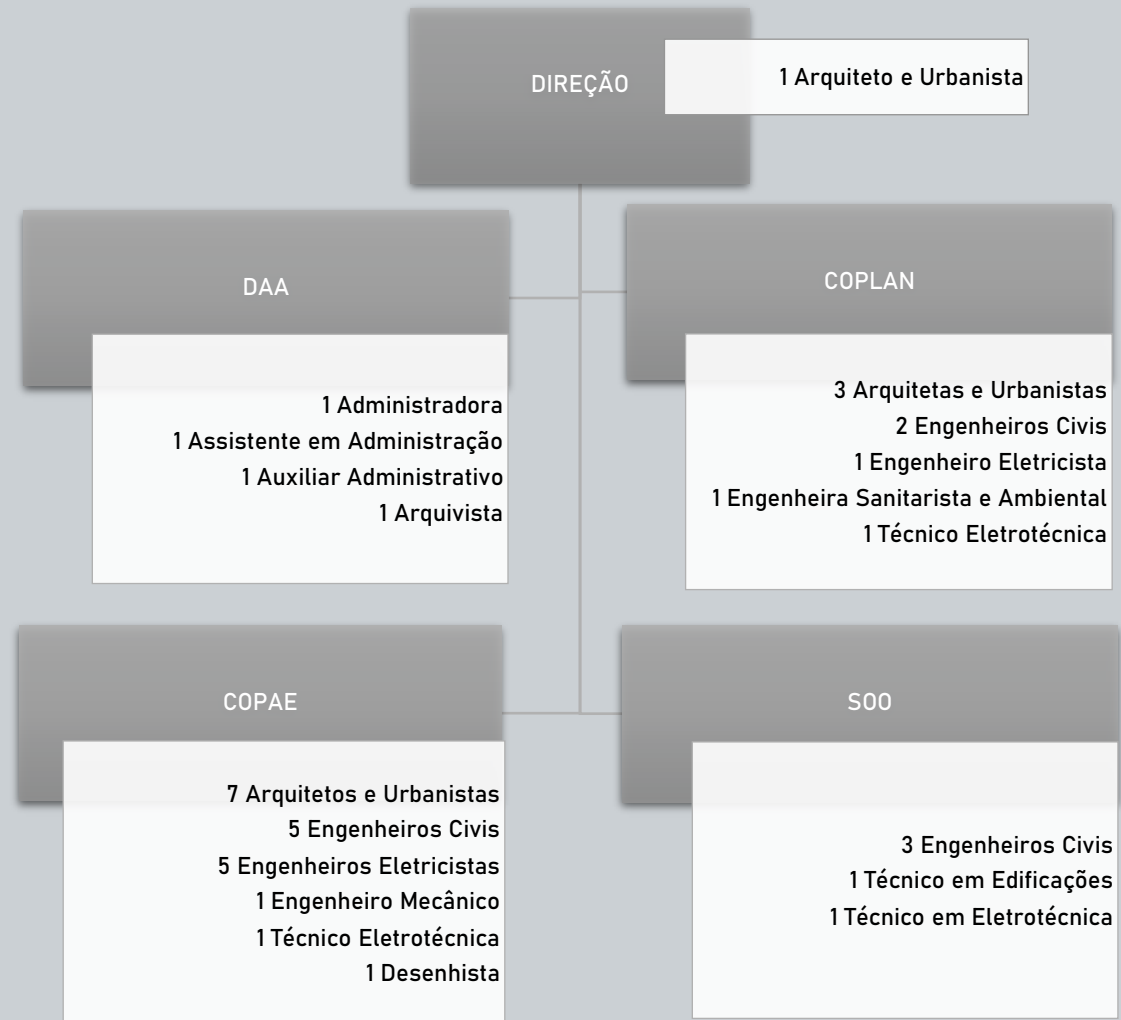 DIREÇÃO
1 Arquiteto e Urbanista
DAA
1 Administradora
1 Assistente em Administração
1 Auxiliar Administrativo
1 Arquivista
COPLAN
3 Arquitetas e Urbanistas
2 Engenheiros Civis
1 Engenheiro Eletricista
1 Engenheira Sanitarista e Ambiental
1 Técnico Eletrotécnica
COPAE
7 Arquitetos e Urbanistas
5 Engenheiros Civis
5 Engenheiros Eletricistas
1 Engenheiro Mecânico
1 Técnico Eletrotécnica
1 Desenhista
SOO
3 Engenheiros Civis
1 Técnico em Edificações
1 Técnico em Eletrotécnica